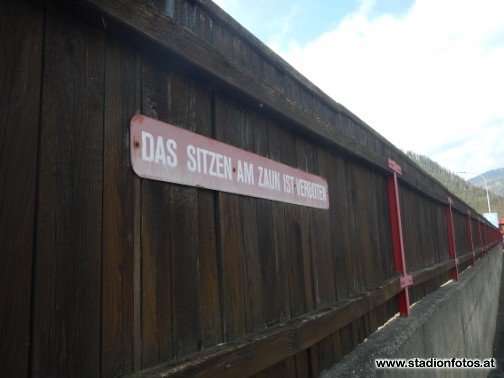 DAS SITZEN AM ZAUN IST VERBOTEN
www.stadionfotos.at